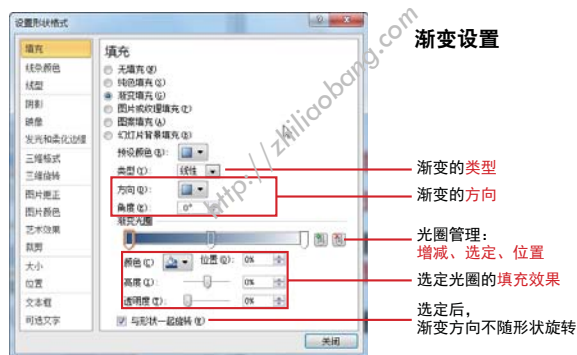 设置形状格式
渐变设置
填充
线条颜色
线型
阴影
映像
发光和柔化边缘
三维格式
三维旋转
图片更正
图片颜色
艺术效果
裁剪
大小
位置
文本框
可选文字
填充
无填充(N)
纯色填充(S)
渐变填充(G)
图片或纹理填充(P)
图案填充(A)
幻灯片背景填充(B)
预设颜色(R):
类型(Y): 线性
方向(D):
角度(E): 0°
渐变光圈
颜色(C) 位置(O): 0%
亮度(I): 0%
透明度(T): 0%
与形状一起旋转(W)
关闭
渐变的类型
渐变的方向
光圈管理:
增减、选定、位置
选定光圈的填充效果
选定后，
渐变方向不随形状旋转
http://zhiliaobang.com